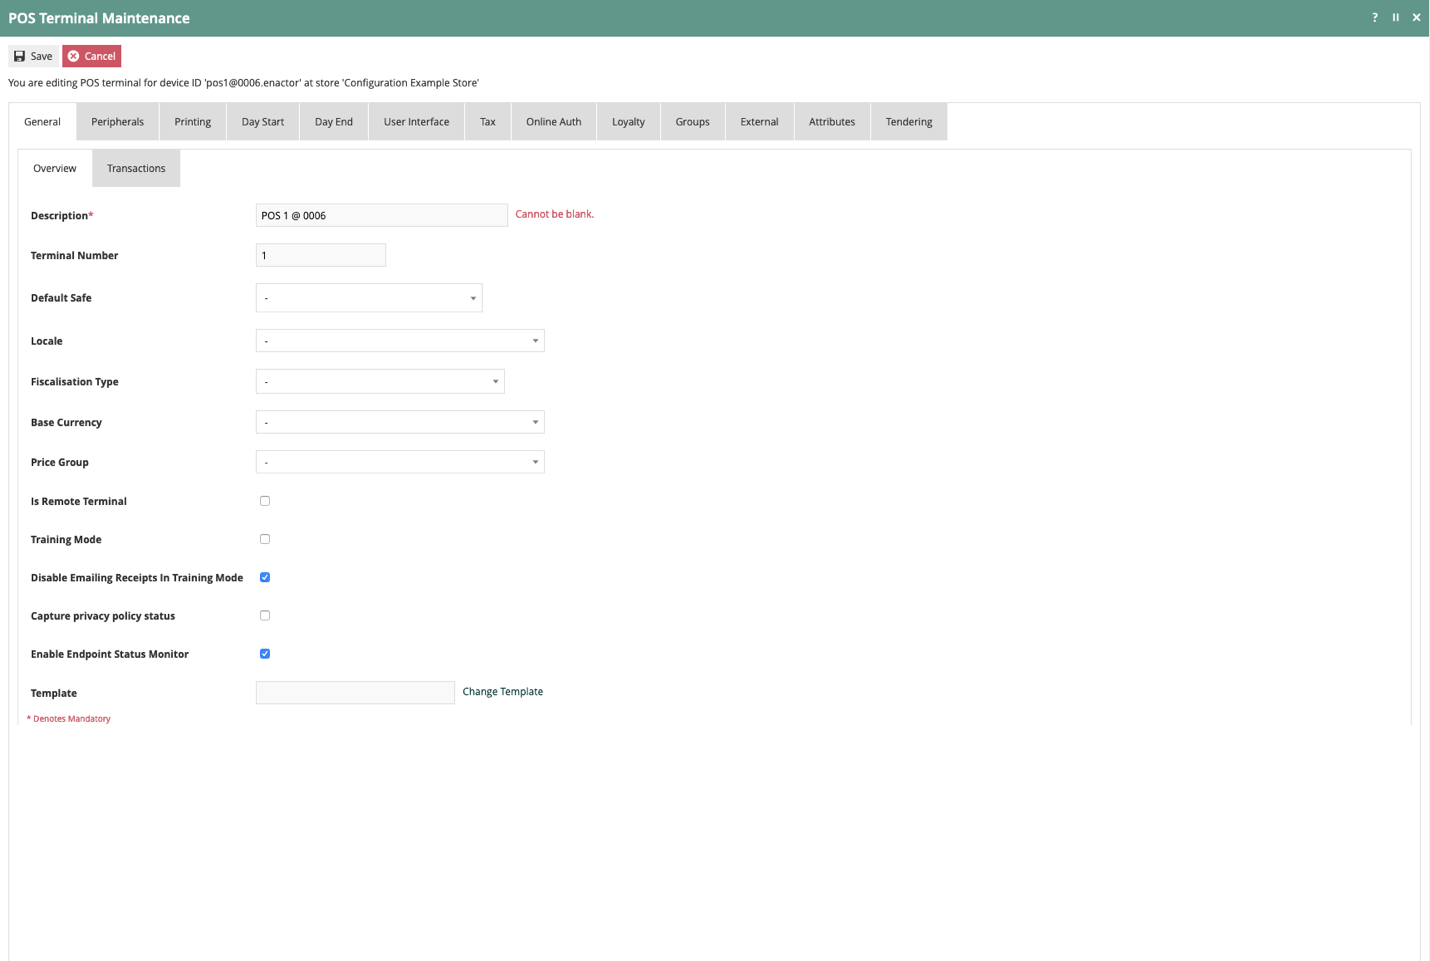 POS Terminal Maintenance
? 
Save Cancel
You are editing POS terminal for device ID 'pos1@0006.enactor' at store 'Configuration Example Store'
General Peripherals Printing Day Start Day End User Interface Tax Online Auth Loyalty Groups External Attributes Tendering
Overview Transactions
Description* POS 1 @ 0006 Cannot be blank.
Terminal Number 1
Default Safe -
Locale -
Fiscalisation Type -
Base Currency -
Price Group -
Is Remote Terminal
Training Mode
Disable Emailing Receipts In Training Mode
Capture privacy policy status
Enable Endpoint Status Monitor
Template Change Template
* Denotes Mandatory